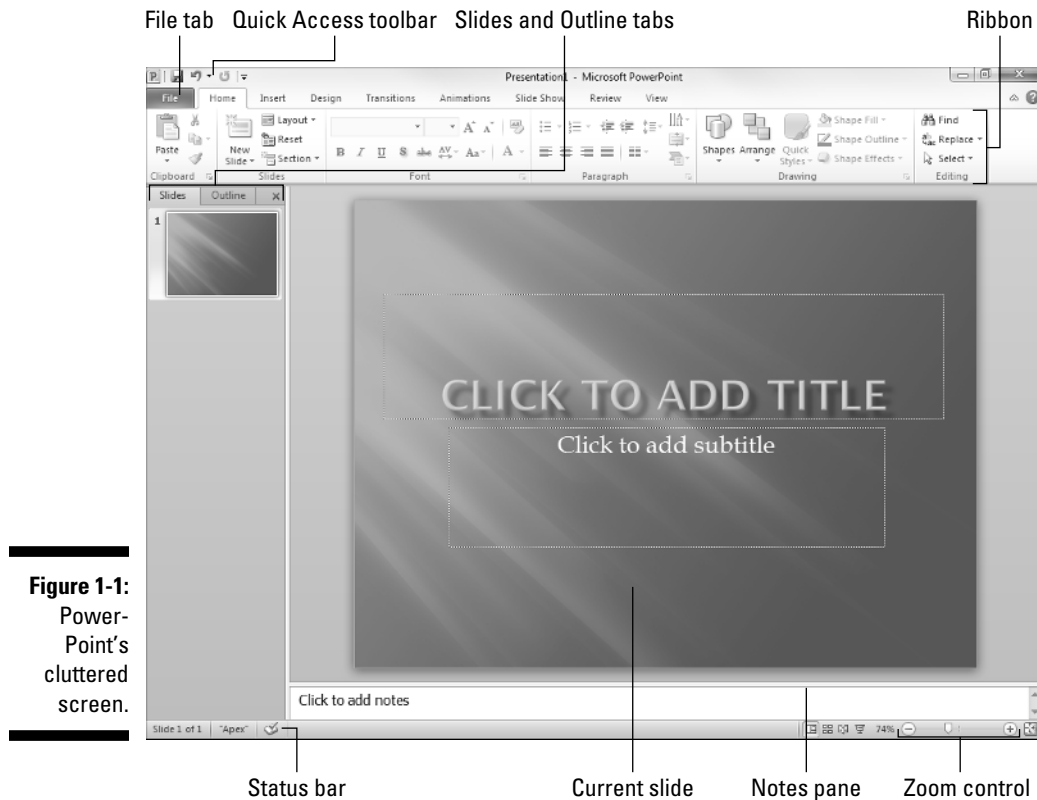 File tab Quick Access toolbar Slides and Outline tabs Ribbon
Presentation1 - Microsoft PowerPoint
File Home Insert Design Transitions Animations Slide Show Review View
Paste
New Slide
Layout
Reset
Section
B I U S abc AV Aa A
Shapes Arrange Quick Styles
Shape Fill
Shape Outline
Shape Effects
Find
Replace
Select
Clipboard Slides Font Paragraph Drawing Editing
Slides Outline
1
CLICK TO ADD TITLE
Click to add subtitle
Click to add notes
Slide 1 of 1 "Apex" 74%
Figure 1-1:
Power-
Point's
cluttered
screen.
Status bar Current slide Notes pane Zoom control